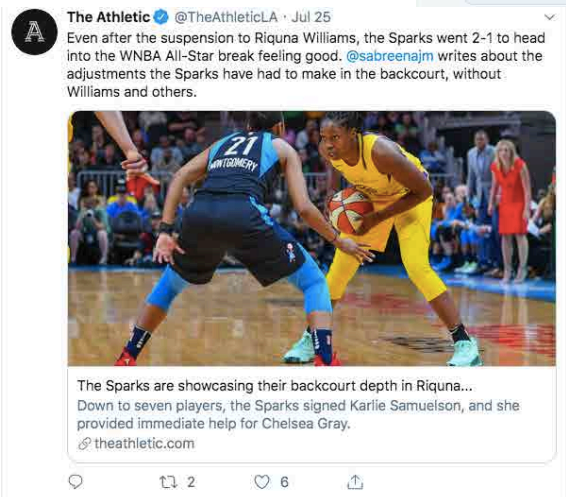 The Athletic @TheAthleticLA · Jul 25
Even after the suspension to Riquna Williams, the Sparks went 2-1 to head
into the WNBA All-Star break feeling good. @sabreenajm writes about the
adjustments the Sparks have had to make in the backcourt, without
Williams and others.
A
21
MONTGOMERY
The Sparks are showcasing their backcourt depth in Riquna...
Down to seven players, the Sparks signed Karlie Samuelson, and she
provided immediate help for Chelsea Gray.
theathletic.com
2
6